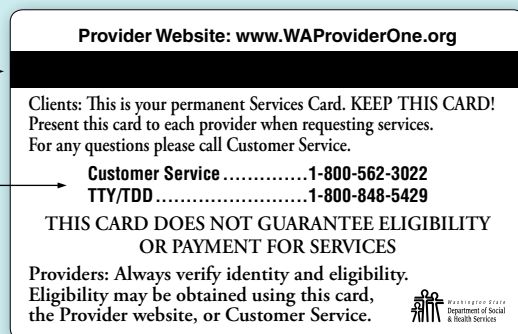 Provider Website: www.WAProviderOne.org
Clients: This is your permanent Services Card. KEEP THIS CARD!
Present this card to each provider when requesting services.
For any questions please call Customer Service.
Customer Service..............1-800-562-3022
TTY/TDD.........................1-800-848-5429
THIS CARD DOES NOT GUARANTEE ELIGIBILITY
OR PAYMENT FOR SERVICES
Providers: Always verify identity and eligibility.
Eligibility may be obtained using this card,
the Provider website, or Customer Service.
Washington State
Department of Social
& Health Services